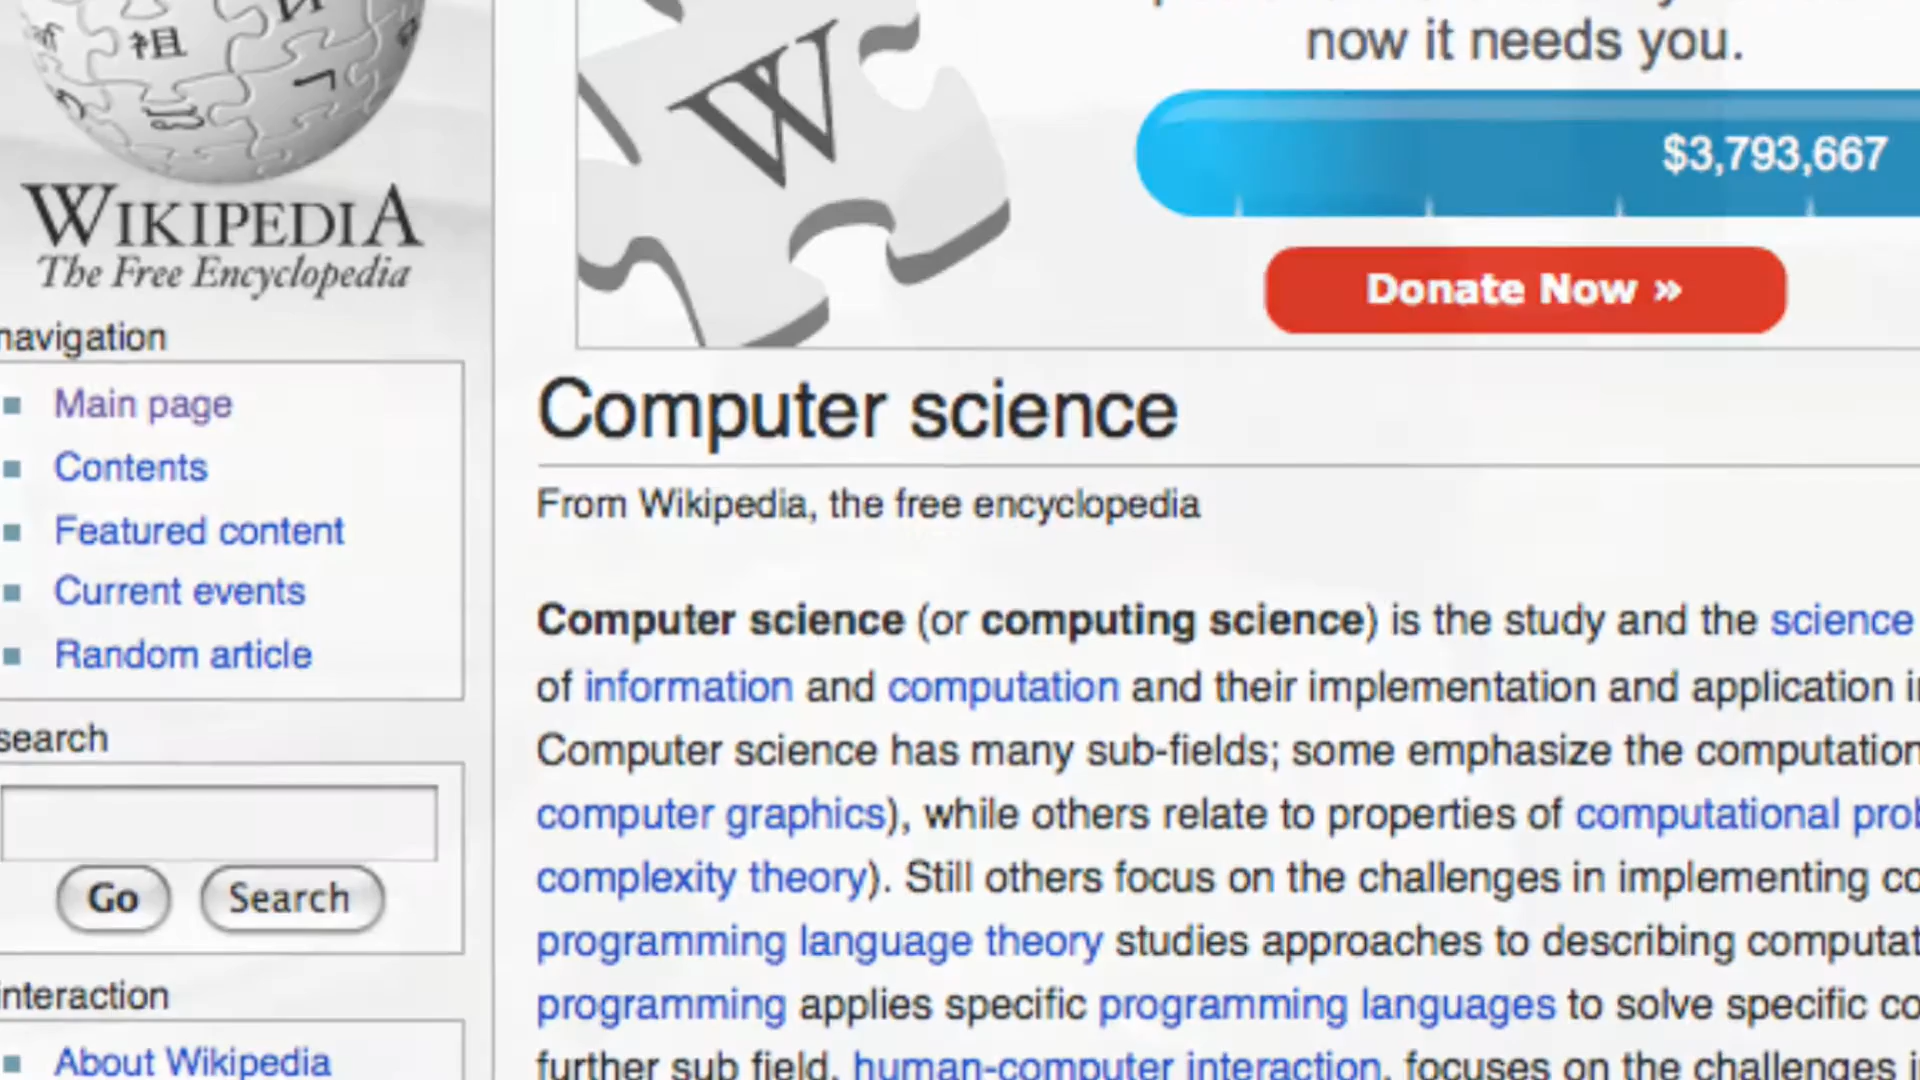 祖
W
now it needs you.
$3,793,667
Donate Now »
WIKIPEDIA
The Free Encyclopedia
navigation
Main page
Contents
Featured content
Current events
Random article
search
Go Search
interaction
About Wikipedia
Computer science
From Wikipedia, the free encyclopedia
Computer science (or computing science) is the study and the science
of information and computation and their implementation and application
Computer science has many sub-fields; some emphasize the computation
computer graphics), while others relate to properties of computational
complexity theory). Still others focus on the challenges in implementing
programming language theory studies approaches to describing
programming applies specific programming languages to solve specific
further sub field, human-computer interaction, focuses on the challenges